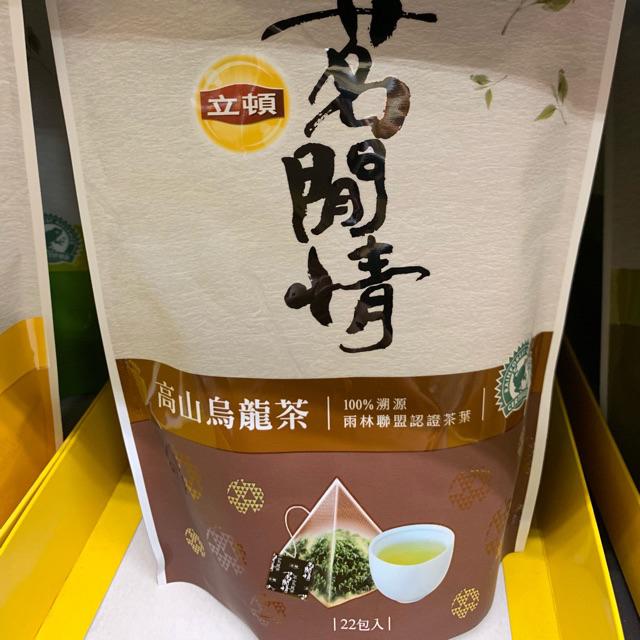 立頓
茗閒情
高山烏龍茶
100%溯源
雨林聯盟認證茶葉
22包入